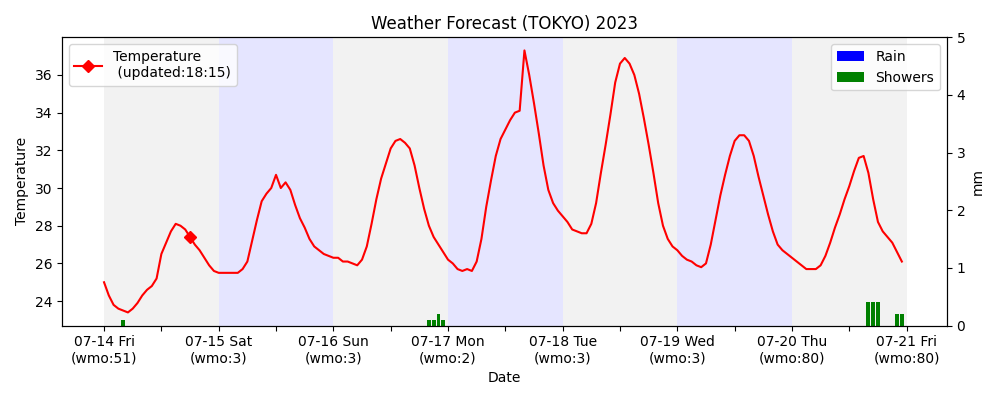 Weather Forecast (TOKYO) 2023
Temperature
(updated:18:15)
Rain
Showers
Temperature
36
34
32
30
28
26
24
5
4
3
2
1
0
mm
07-14 Fri
(wmo:51)
07-15 Sat
(wmo:3)
07-16 Sun
(wmo:3)
07-17 Mon
(wmo:2)
07-18 Tue
(wmo:3)
07-19 Wed
(wmo:3)
07-20 Thu
(wmo:80)
07-21 Fri
(wmo:80)
Date